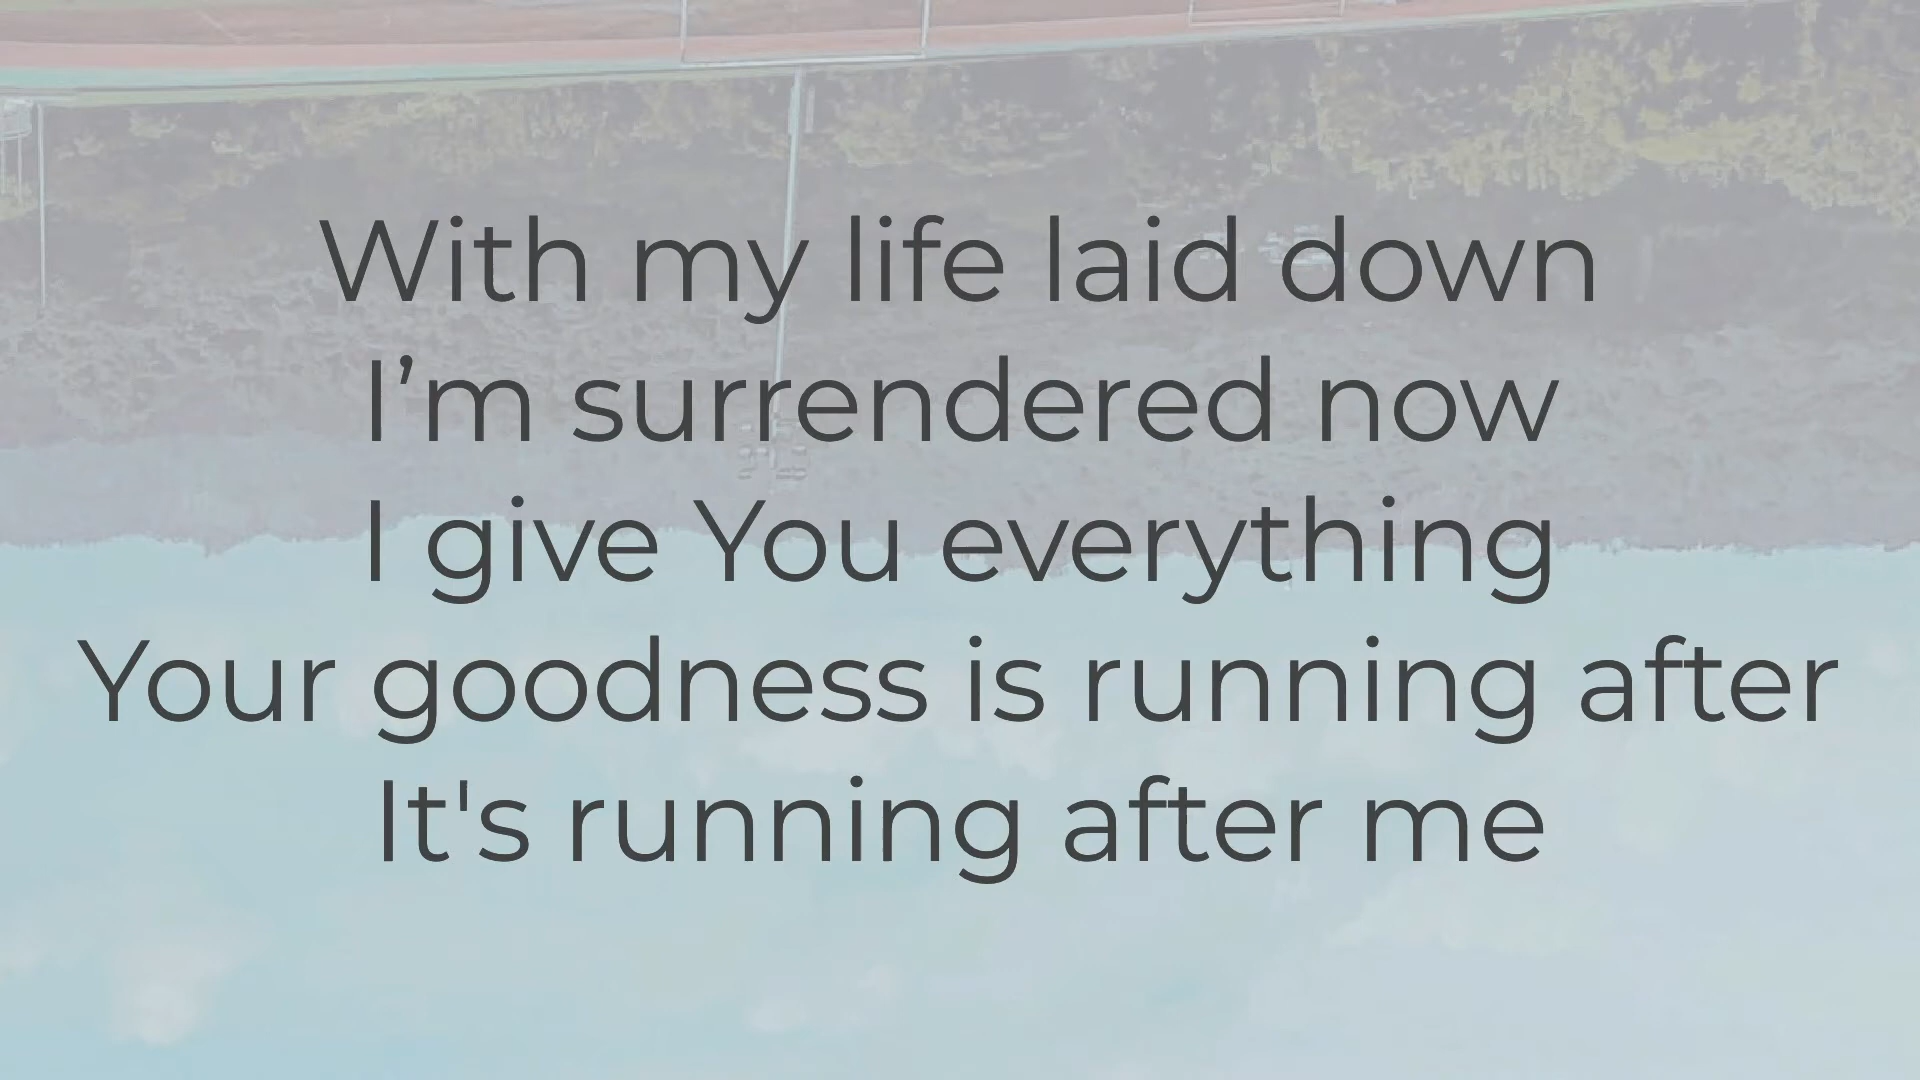 With my life laid down
I’m surrendered now
I give You everything
Your goodness is running after
It's running after me